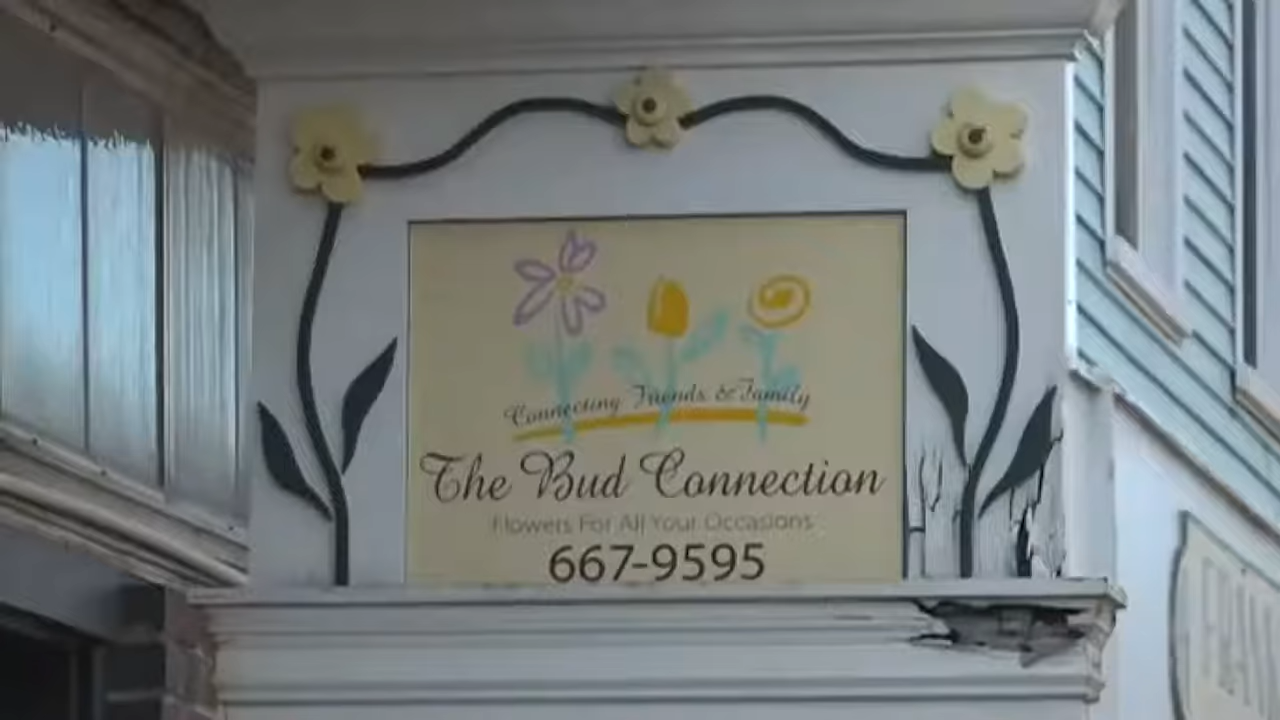 Connecting Friends & Family
The Bud Connection
Flowers For All Your Occasions
667-9595